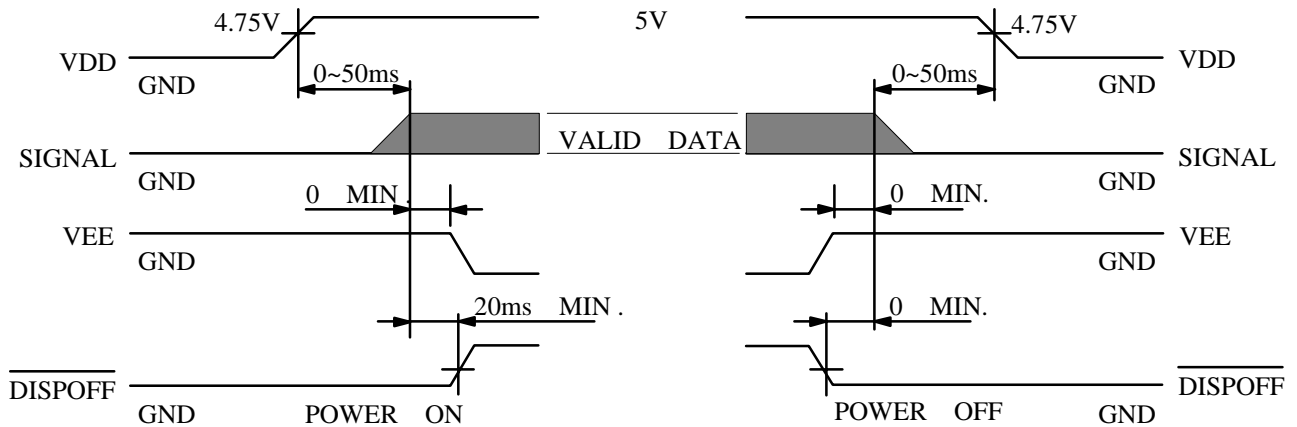 4.75V 5V 4.75V
VDD 0~50ms 0~50ms VDD
GND GND
VALID DATA
SIGNAL SIGNAL
GND GND
0 MIN. 0 MIN.
VEE VEE
GND GND
20ms MIN. 0 MIN.
DISPOFF DISPOFF
GND POWER ON POWER OFF GND